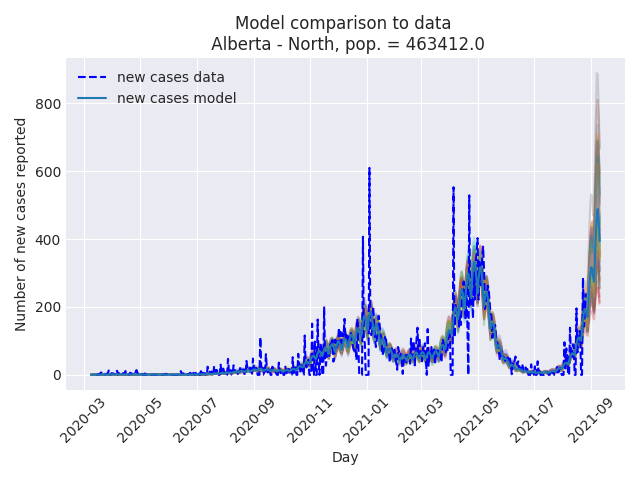 Model comparison to data
Alberta - North, pop. = 463412.0
new cases data
new cases model
Number of new cases reported
800
600
400
200
0
2020-03
2020-05
2020-07
2020-09
2020-11
2021-01
2021-03
2021-05
2021-07
2021-09
Day